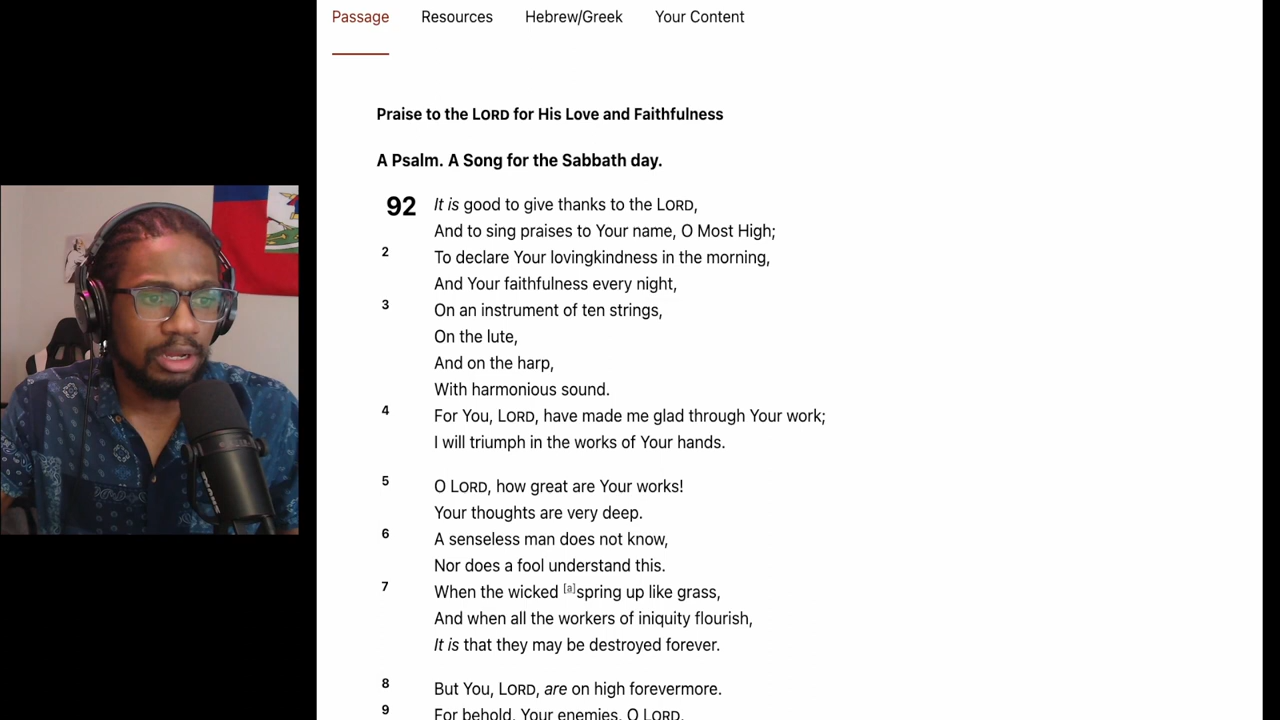 Passage Resources Hebrew/Greek Your Content
Praise to the LORD for His Love and Faithfulness
A Psalm. A Song for the Sabbath day.
92 It is good to give thanks to the LORD,
And to sing praises to Your name, O Most High;
2 To declare Your lovingkindness in the morning,
And Your faithfulness every night,
3 On an instrument of ten strings,
On the lute,
And on the harp,
With harmonious sound.
4 For You, LORD, have made me glad through Your work;
I will triumph in the works of Your hands.
5 O LORD, how great are Your works!
Your thoughts are very deep.
6 A senseless man does not know,
Nor does a fool understand this.
7 When the wicked [a]spring up like grass,
And when all the workers of iniquity flourish,
It is that they may be destroyed forever.
8 But You, LORD, are on high forevermore.
9 For behold, Your enemies, O LORD,
SHURE